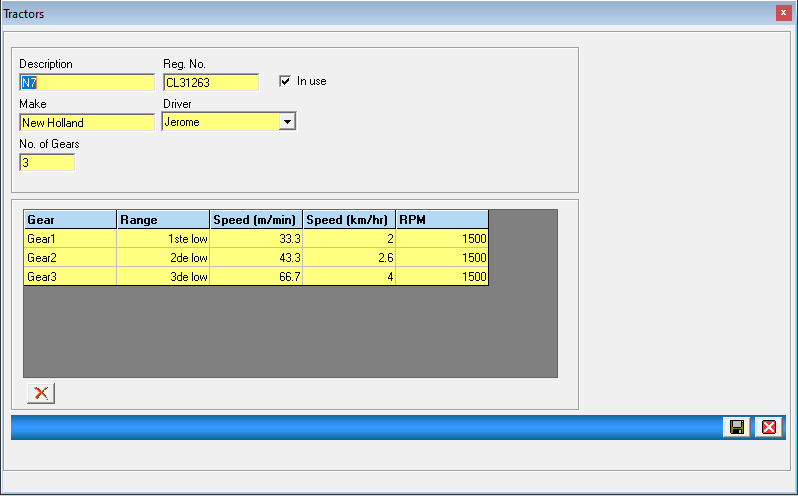 Tractors
Description Reg. No.
N7 CL31263 In use
Make Driver
New Holland Jerome
No. of Gears
3
Gear Range Speed (m/min) Speed (km/hr) RPM
Gear1 1ste low 33.3 2 1500
Gear2 2de low 43.3 2.6 1500
Gear3 3de low 66.7 4 1500